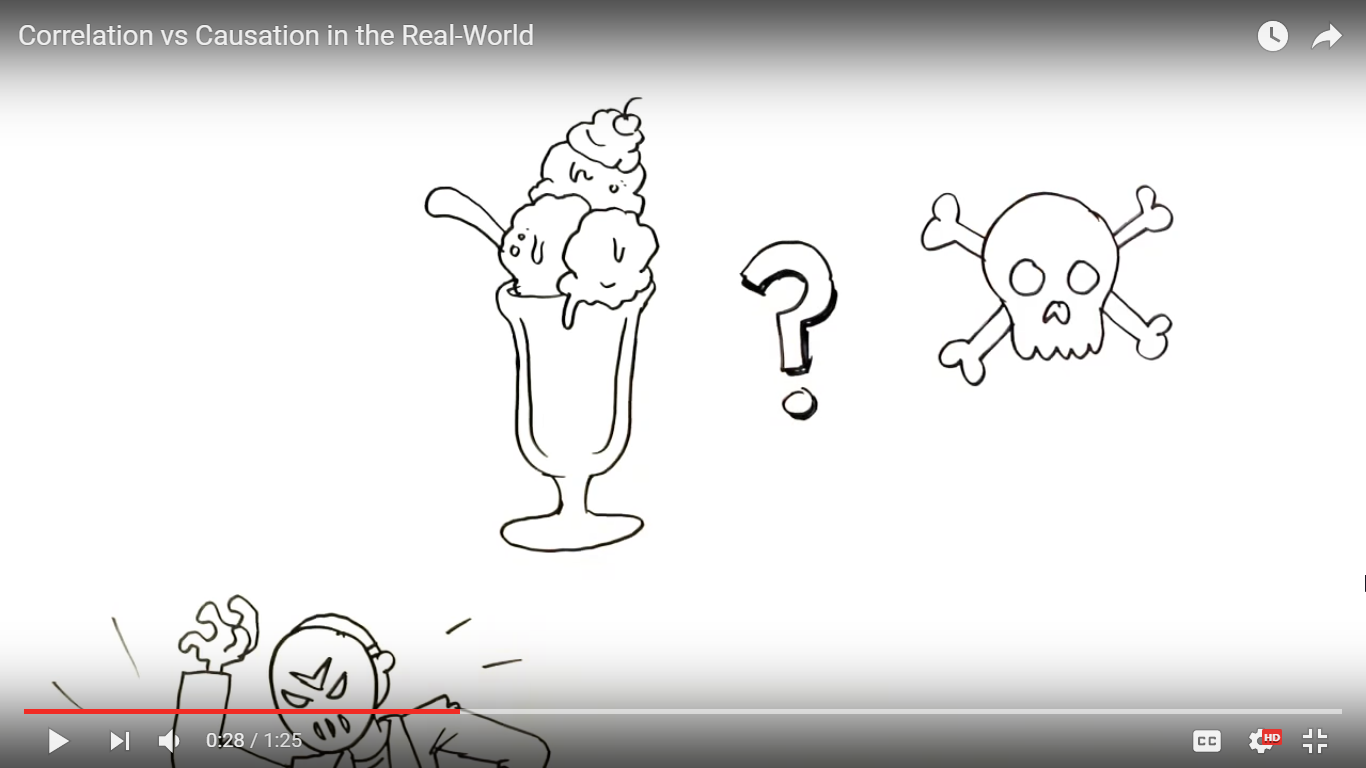 Correlation vs Causation in the Real-World
?
0:28 / 1:25
CC
HD